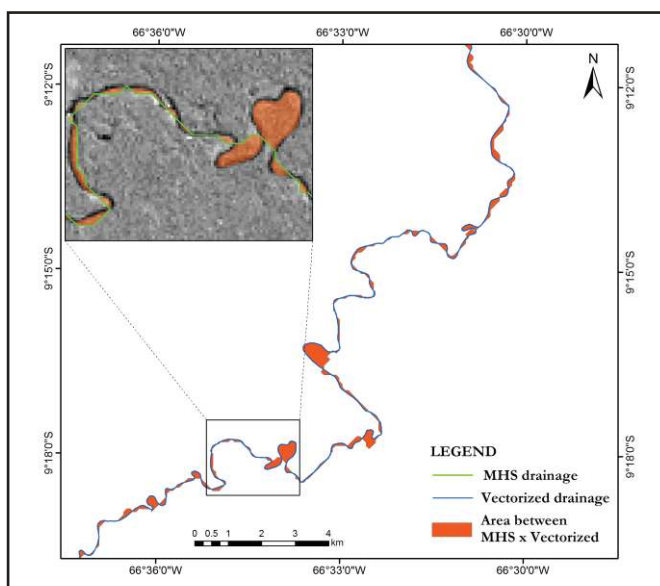 66°36'0"W 66°33'0"W 66°30'0"W
9°12'0"S 9°12'0"S
N
9°15'0"S 9°15'0"S
9°18'0"S 9°18'0"S
LEGEND
MHS drainage
Vectorized drainage
Area between
MHS x Vectorized
0 0.5 1 2 3 4
km
66°36'0"W 66°33'0"W 66°30'0"W